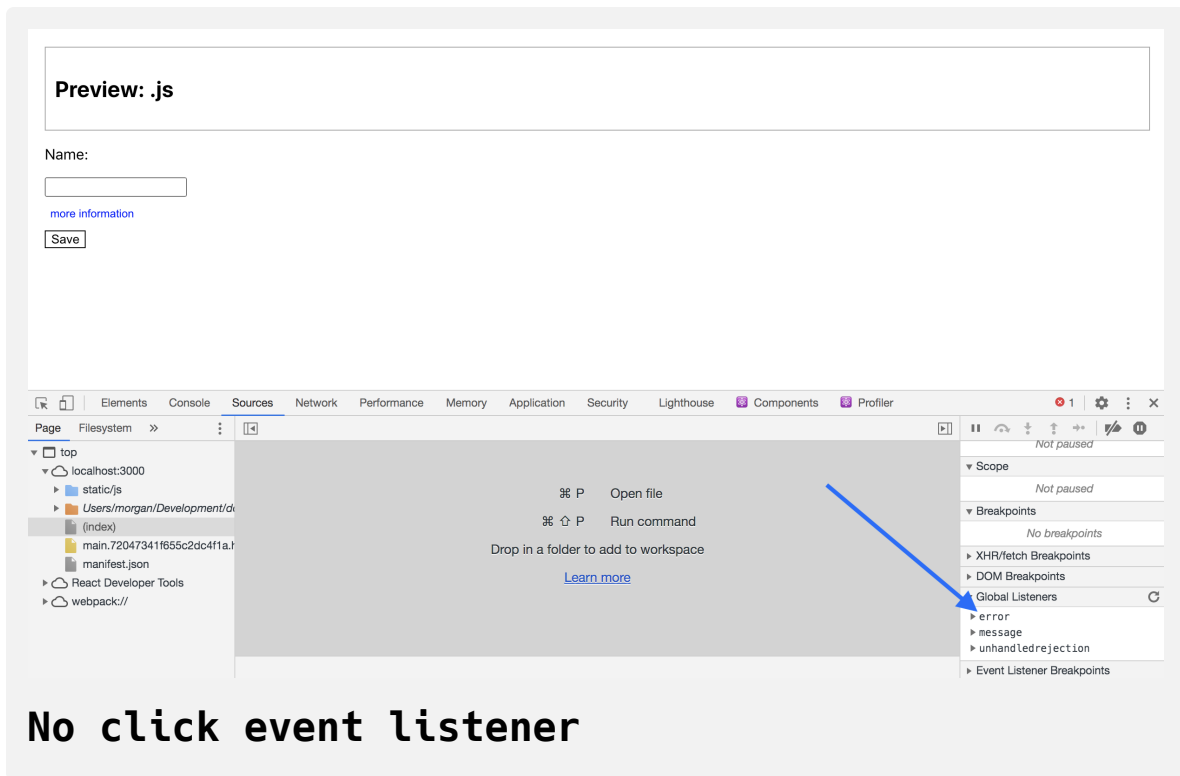 Preview: .js
Name:
more information
Save
Elements Console Sources Network Performance Memory Application Security Lighthouse Components Profiler 1
Page Filesystem
Not paused
top
Scope
localhost:3000
Not paused
static/js
Breakpoints
Users/morgan/Development/de
No breakpoints
(index)
XHR/fetch Breakpoints
main.72047341f655c2dc4f1a.h
DOM Breakpoints
manifest.json
Global Listeners
React Developer Tools
error
webpack://
message
unhandledrejection
Event Listener Breakpoints
⌘ P Open file
⌘ ⇧ P Run command
Drop in a folder to add to workspace
Learn more
No click event listener